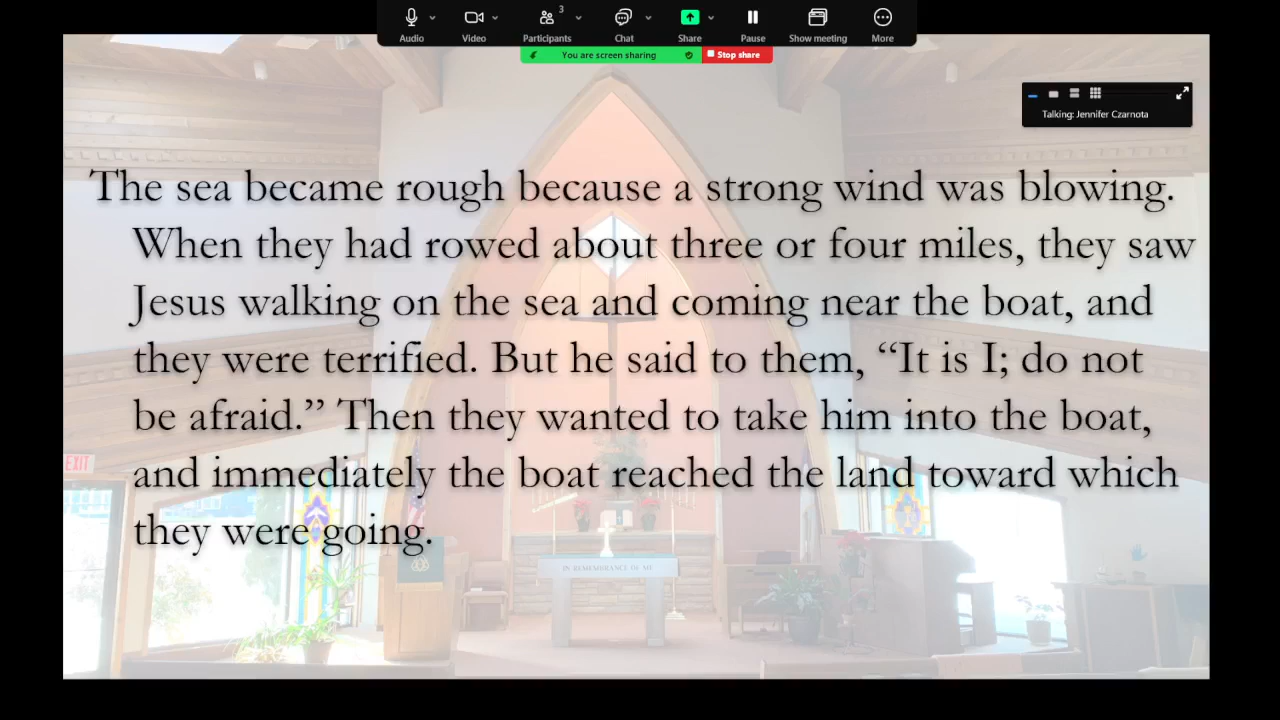 3
Audio
Video
Participants
Chat
Share
Pause
Show meeting
More
You are screen sharing
Stop share
Talking: Jennifer Czarnota
The sea became rough because a strong wind was blowing.
When they had rowed about three or four miles, they saw
Jesus walking on the sea and coming near the boat, and
they were terrified. But he said to them, “It is I; do not
be afraid.” Then they wanted to take him into the boat,
and immediately the boat reached the land toward which
they were going.
EXIT
IN REMEMBRANCE OF ME